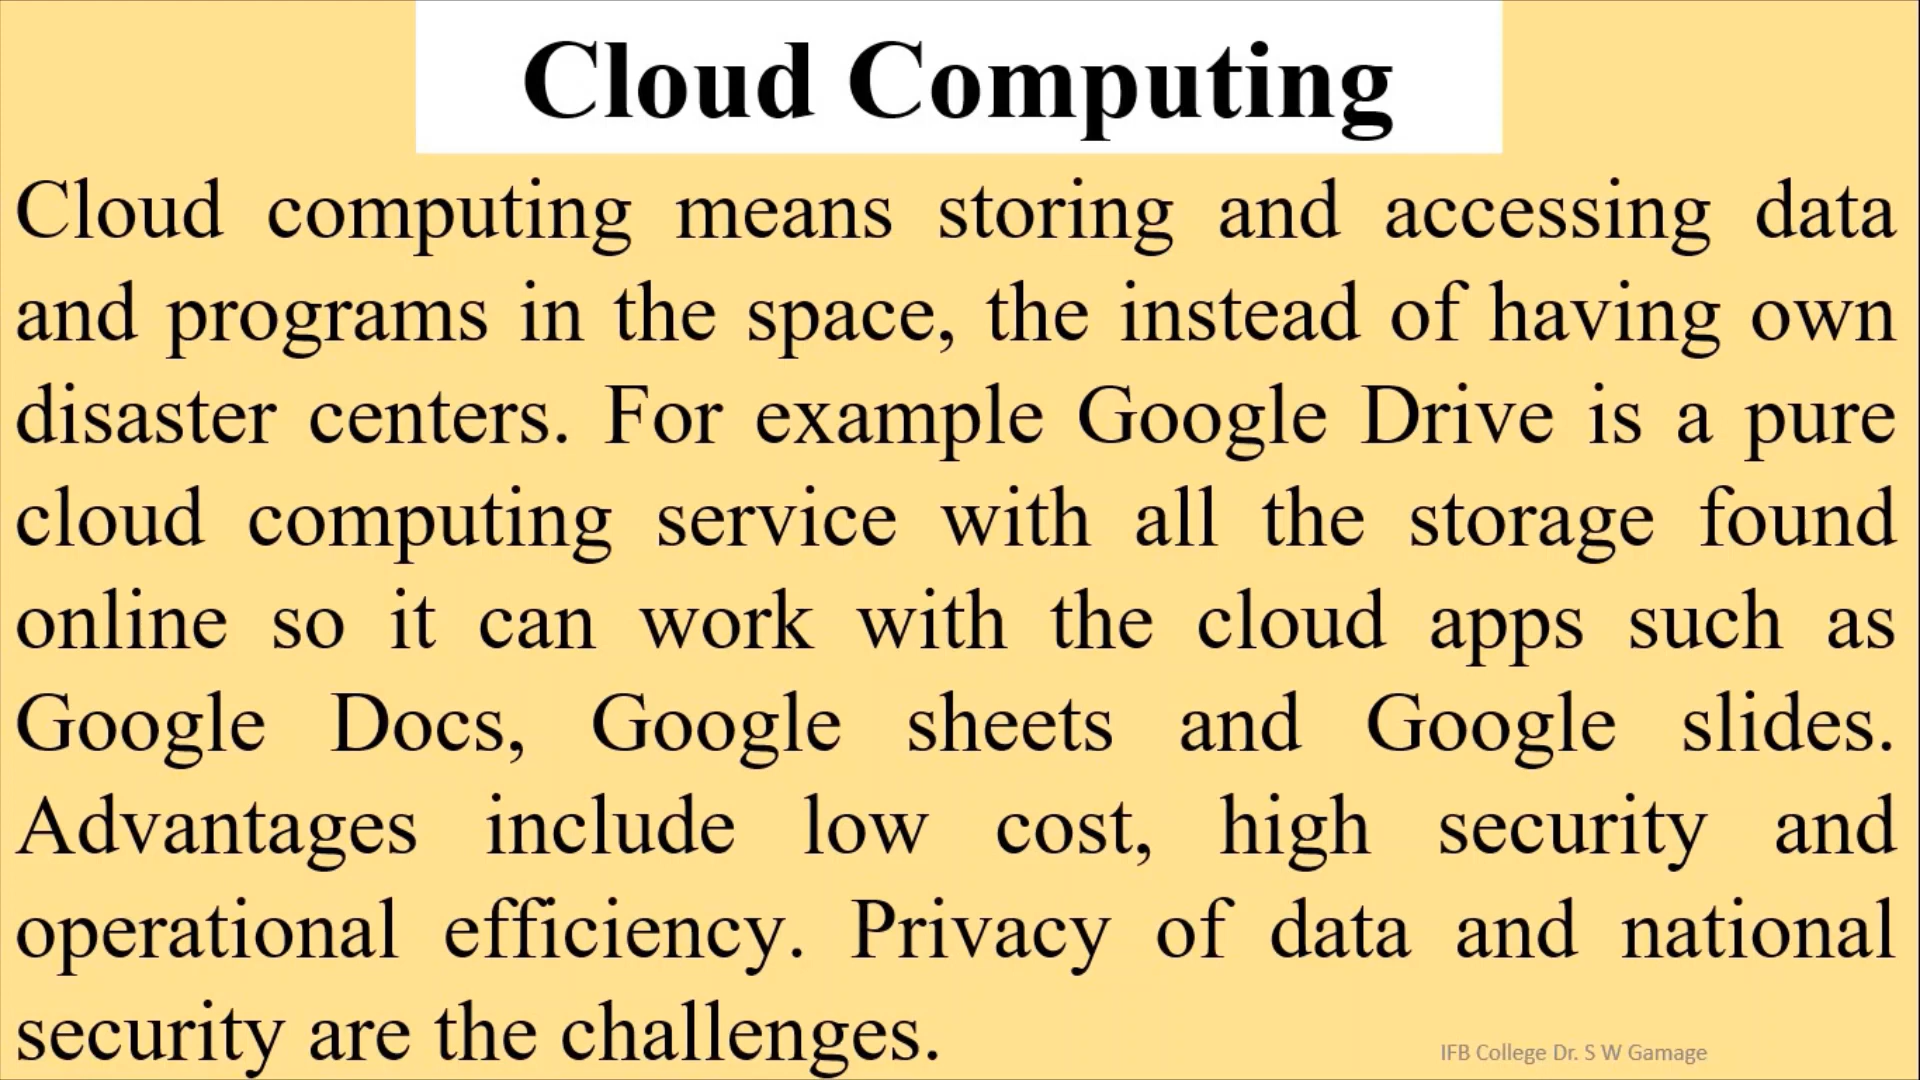 Cloud Computing
Cloud computing means storing and accessing data
and programs in the space, the instead of having own
disaster centers. For example Google Drive is a pure
cloud computing service with all the storage found
online so it can work with the cloud apps such as
Google Docs, Google sheets and Google slides.
Advantages include low cost, high security and
operational efficiency. Privacy of data and national
security are the challenges.
IFB College Dr. S W Gamage